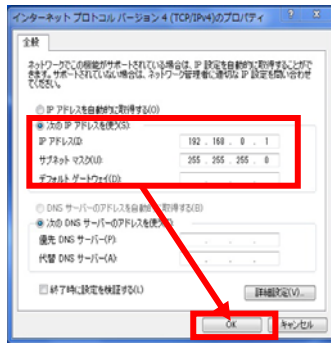 インターネット プロトコル バージョン 4 (TCP/IPv4)のプロパティ
全般
ネットワークでこの機能がサポートされている場合は、IP 設定を自動的に取得することがで
きます。サポートされていない場合は、ネットワーク管理者に適切な IP 設定を問い合わせ
てください。
IP アドレスを自動的に取得する(O)
次の IP アドレスを使う(S):
IP アドレス(I): 192 . 168 . 0 . 1
サブネット マスク(U): 255 . 255 . 255 . 0
デフォルト ゲートウェイ(D): . . .
DNS サーバーのアドレスを自動的に取得する(B)
次の DNS サーバーのアドレスを使う
優先 DNS サーバー(P): . . .
代替 DNS サーバー(A): . . .
終了時に設定を検証する(L)
詳細設定(V)...
OK
キャンセル